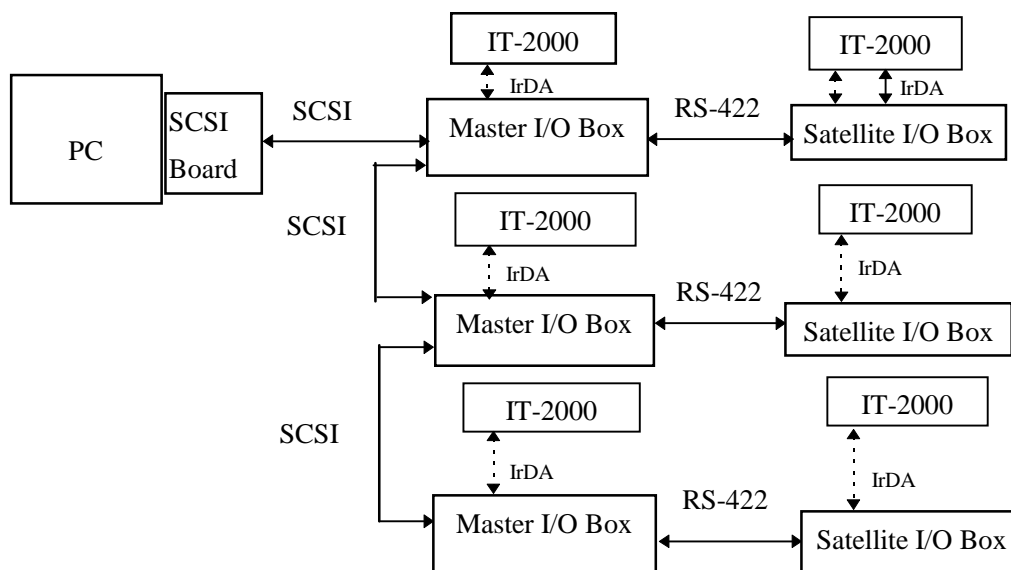 IT-2000
IT-2000
IrDA
IrDA
SCSI
RS-422
PC
SCSI
Board
Master I/O Box
Satellite I/O Box
SCSI
IT-2000
IT-2000
IrDA
IrDA
RS-422
Master I/O Box
Satellite I/O Box
SCSI
IT-2000
IT-2000
IrDA
IrDA
RS-422
Master I/O Box
Satellite I/O Box